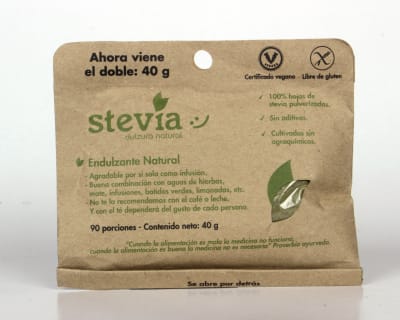 Ahora viene
el doble: 40 g
Certificado vegano - Libre de gluten
stevia
dulzura natural
✓ 100% hojas de
stevia pulverizadas.
✓ Sin aditivos.
✓ Cultivados sin
agroquímicos.
Endulzante Natural
- Agradable por si sola como infusión.
- Buena combinación con aguas de hierbas,
mate, infusiones, batidos verdes, limonadas, etc.
- No te la recomendamos con el café o leche.
Y con el té dependerá del gusto de cada persona.
90 porciones - Contenido neto: 40 g
"Cuando la alimentación es mala la medicina no funciona,
cuando la alimentación es buena la medicina no es necesaria" Proverbio ayurveda
Se abre por detrás